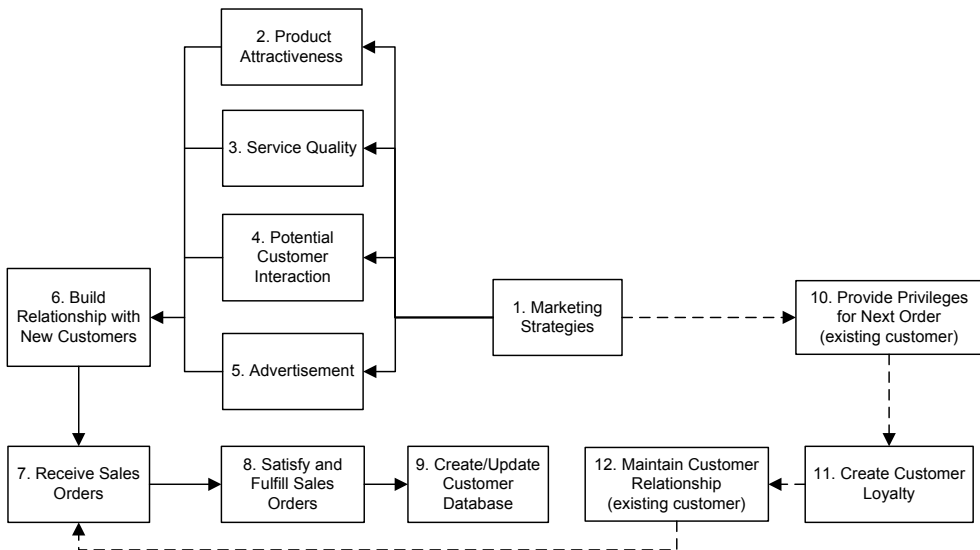 2. Product
Attractiveness
3. Service Quality
4. Potential
Customer
Interaction
6. Build
Relationship with
New Customers
1. Marketing
Strategies
10. Provide Privileges
for Next Order
(existing customer)
5. Advertisement
7. Receive Sales
Orders
8. Satisfy and
Fulfill Sales
Orders
9. Create/Update
Customer
Database
12. Maintain Customer
Relationship
(existing customer)
11. Create Customer
Loyalty